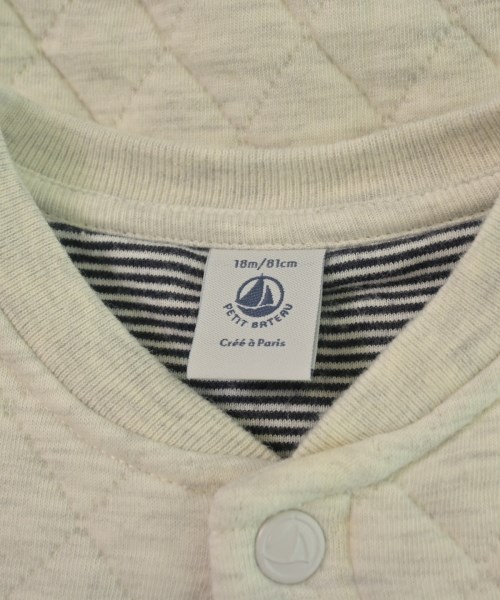 18m/81cm
PETIT BATEAU
Créé à Paris